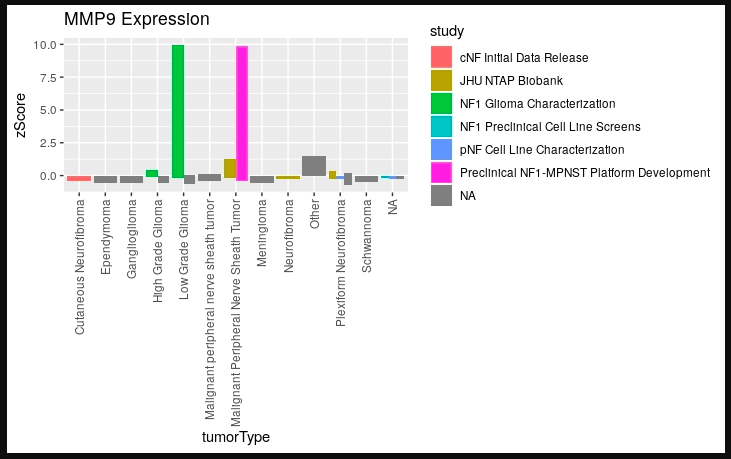 MMP9 Expression
zScore
10.0
7.5
5.0
2.5
0.0
Cutaneous Neurofibroma
Ependymoma
Ganglioglioma
High Grade Glioma
Low Grade Glioma
Malignant peripheral nerve sheath tumor
Malignant Peripheral Nerve Sheath Tumor
Meningioma
Neurofibroma
Other
Plexiform Neurofibroma
Schwannoma
NA
tumorType
study
cNF Initial Data Release
JHU NTAP Biobank
NF1 Glioma Characterization
NF1 Preclinical Cell Line Screens
pNF Cell Line Characterization
Preclinical NF1-MPNST Platform Development
NA